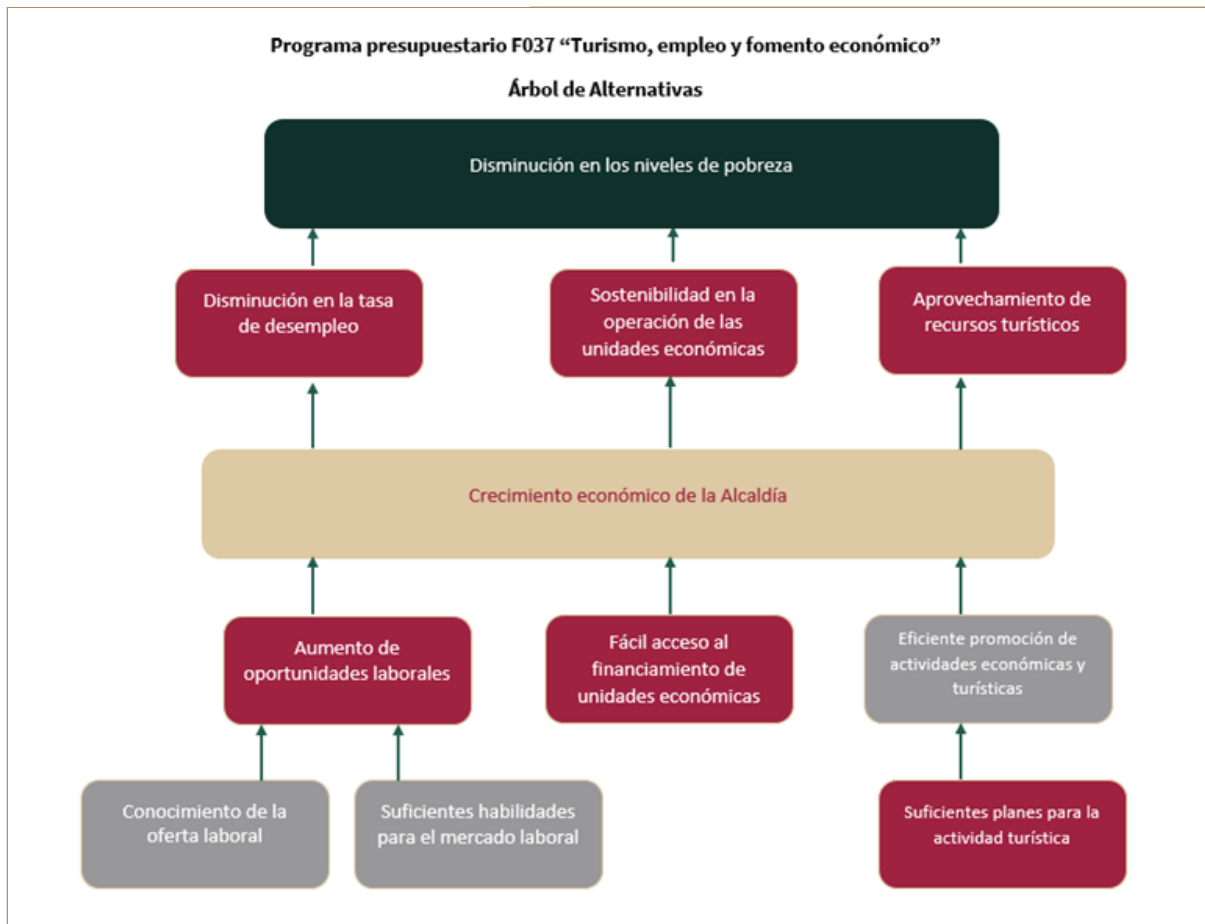 Programa presupuestario F037 “Turismo, empleo y fomento económico”
Árbol de Alternativas
Disminución en los niveles de pobreza
Disminución en la tasa
de desempleo
Sostenibilidad en la
operación de las
unidades económicas
Aprovechamiento de
recursos turísticos
Crecimiento económico de la Alcaldía
Aumento de
oportunidades laborales
Fácil acceso al
financiamiento de
unidades económicas
Eficiente promoción de
actividades económicas y
turísticas
Conocimiento de la
oferta laboral
Suficientes habilidades
para el mercado laboral
Suficientes planes para la
actividad turística